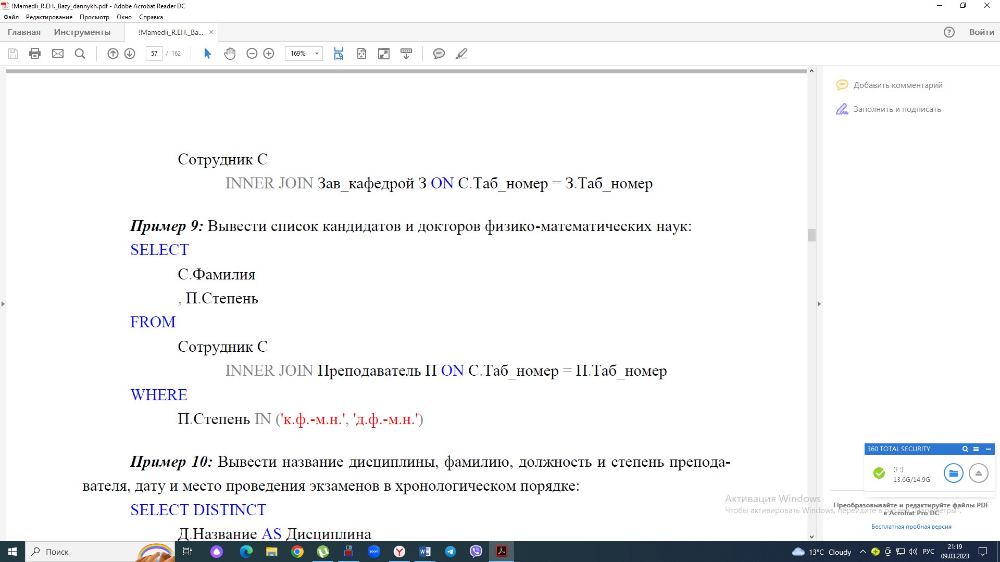 !Mamedli_R.EH._Bazy_dannykh.pdf - Adobe Acrobat Reader DC
Файл Редактирование Просмотр Окно Справка
Главная Инструменты !Mamedli_R.EH._Ba... × Войти
57 / 162 169%
Добавить комментарий
Заполнить и подписать
Сотрудник С
INNER JOIN Зав_кафедрой З ON С.Таб_номер = З.Таб_номер
Пример 9: Вывести список кандидатов и докторов физико-математических наук:
SELECT
С.Фамилия
, П.Степень
FROM
Сотрудник С
INNER JOIN Преподаватель П ON С.Таб_номер = П.Таб_номер
WHERE
П.Степень IN ('к.ф.-м.н.', 'д.ф.-м.н.')
Пример 10: Вывести название дисциплины, фамилию, должность и степень препода-
вателя, дату и место проведения экзаменов в хронологическом порядке:
SELECT DISTINCT
Д.Название AS Дисциплина
360 TOTAL SECURITY
(F:)
13.6G/14.9G
Активация Windows
Чтобы активировать Windows, перейдите в раздел "Параметры".
Преобразовывайте и редактируйте файлы PDF
в Acrobat Pro DC
Бесплатная пробная версия
Поиск
zoom
13°C Cloudy
РУС
21:19
09.03.2023